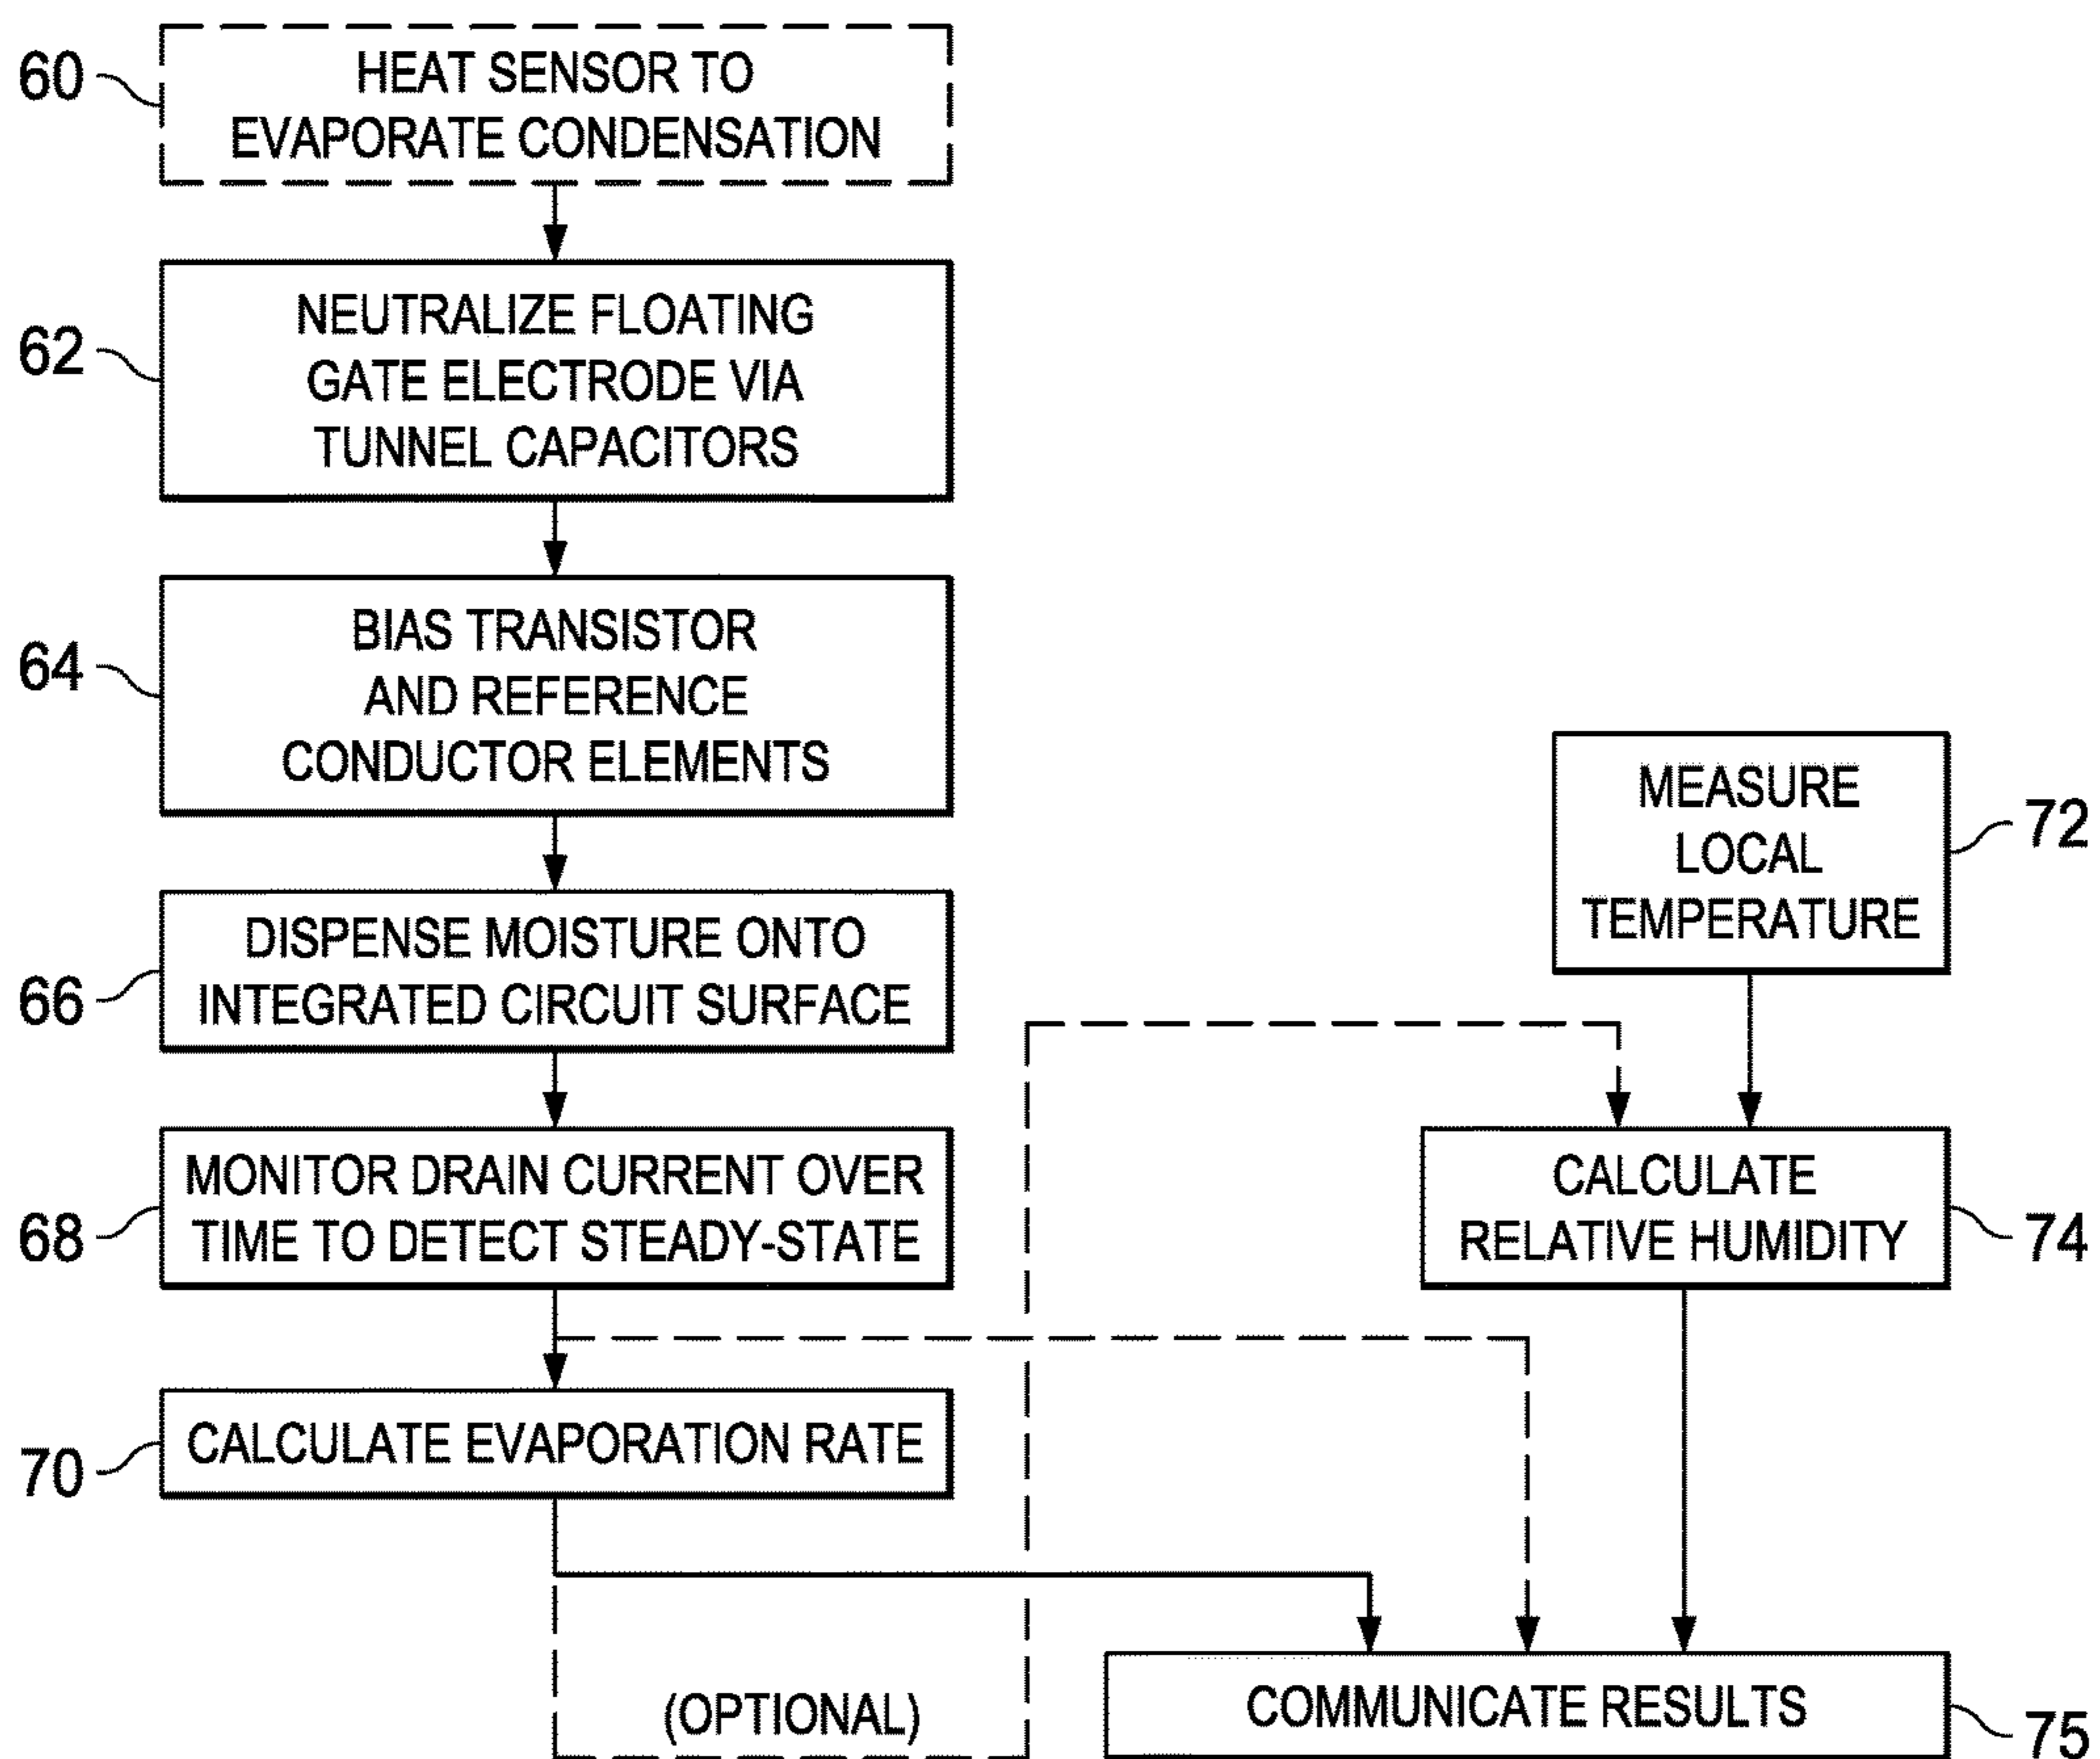 60
HEAT SENSOR TO
EVAPORATE CONDENSATION
62
NEUTRALIZE FLOATING
GATE ELECTRODE VIA
TUNNEL CAPACITORS
64
BIAS TRANSISTOR
AND REFERENCE
CONDUCTOR ELEMENTS
66
DISPENSE MOISTURE ONTO
INTEGRATED CIRCUIT SURFACE
68
MONITOR DRAIN CURRENT OVER
TIME TO DETECT STEADY-STATE
70
CALCULATE EVAPORATION RATE
(OPTIONAL)
MEASURE
LOCAL
TEMPERATURE
72
CALCULATE
RELATIVE HUMIDITY
74
COMMUNICATE RESULTS
75